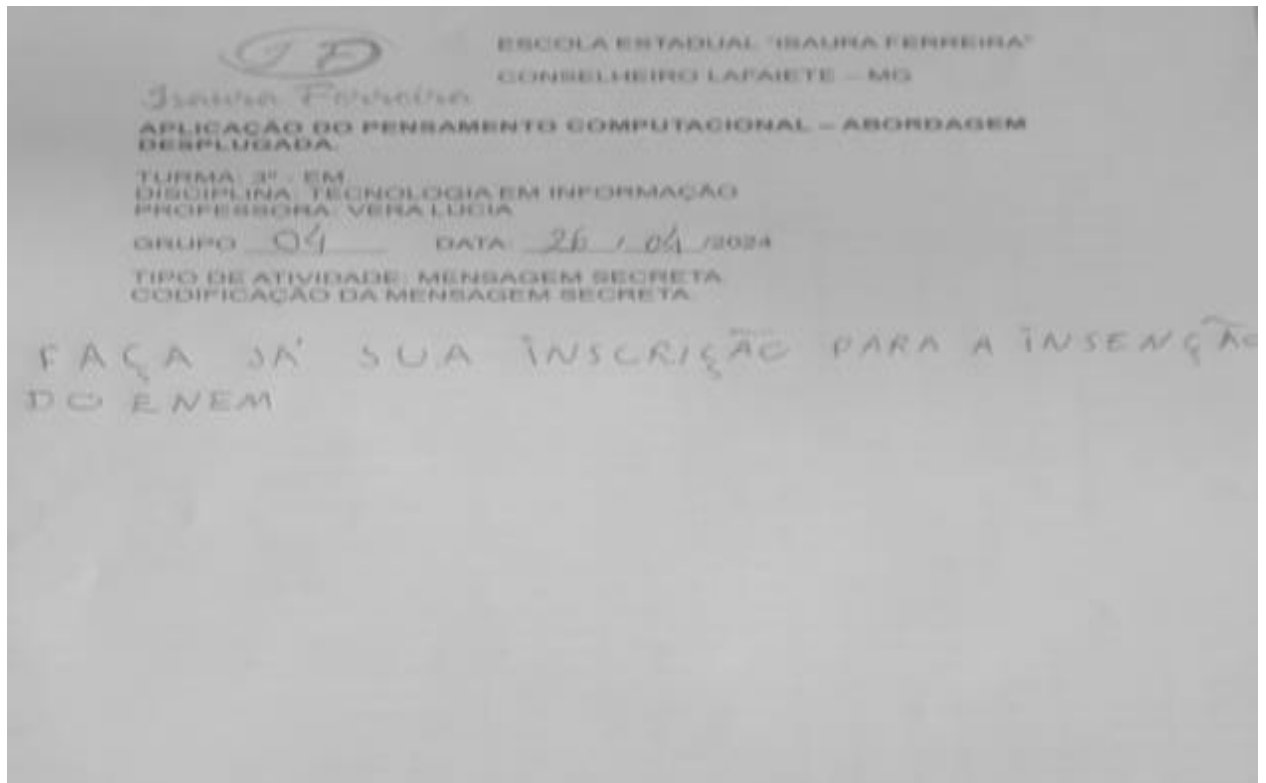 IF
ESCOLA ESTADUAL "ISAURA FERREIRA"
CONSELHEIRO LAFAIETE – MG
Isaura Ferreira
APLICAÇÃO DO PENSAMENTO COMPUTACIONAL – ABORDAGEM
DESPLUGADA.
TURMA: 3º - EM
DISCIPLINA: TECNOLOGIA EM INFORMAÇÃO
PROFESSORA: VERA LÚCIA
GRUPO 04 DATA: 26 / 04 /2024
TIPO DE ATIVIDADE: MENSAGEM SECRETA
CODIFICAÇÃO DA MENSAGEM SECRETA
FAÇA JÁ SUA INSCRIÇÃO PARA A INSENÇÃO
DO ENEM